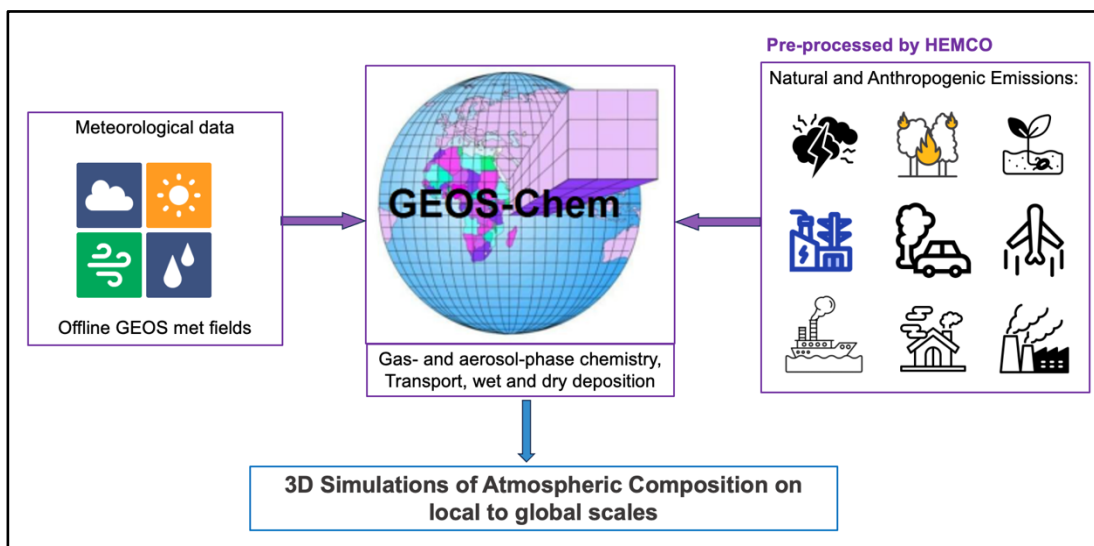 Meteorological data
Offline GEOS met fields
GEOS-Chem
Gas- and aerosol-phase chemistry,
Transport, wet and dry deposition
Pre-processed by HEMCO
Natural and Anthropogenic Emissions:
3D Simulations of Atmospheric Composition on
local to global scales